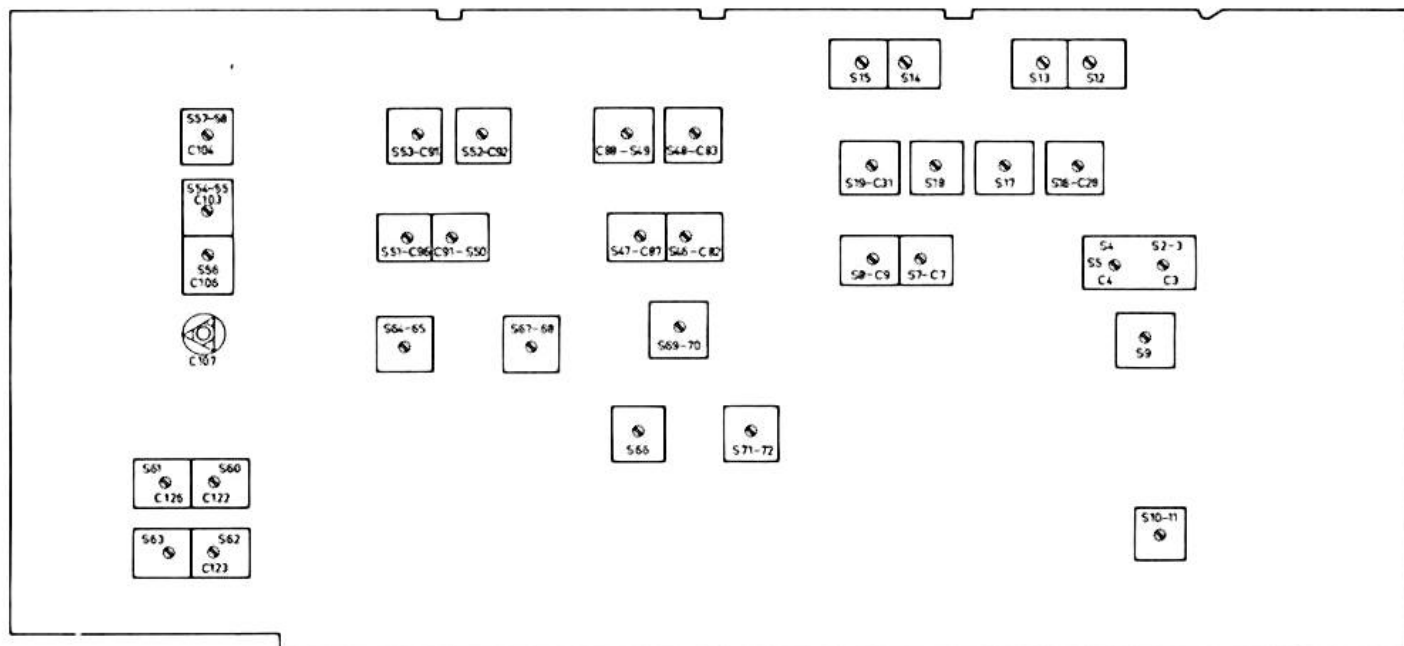 S15 S14
S13 S12
S57-58
C104
S53-C91
S52-C92
C88-S49
S48-C83
S19-C31
S18
S17
S16-C28
S54-55
C103
S56
C106
S51-C96
C91-S50
S47-C87
S46-C82
S8-C9
S7-C7
S4 S2-3
S5
C4 C3
C107
S64-65
S67-68
S69-70
S9
S66
S71-72
S61 S60
C126 C122
S63 S62
C123
S10-11